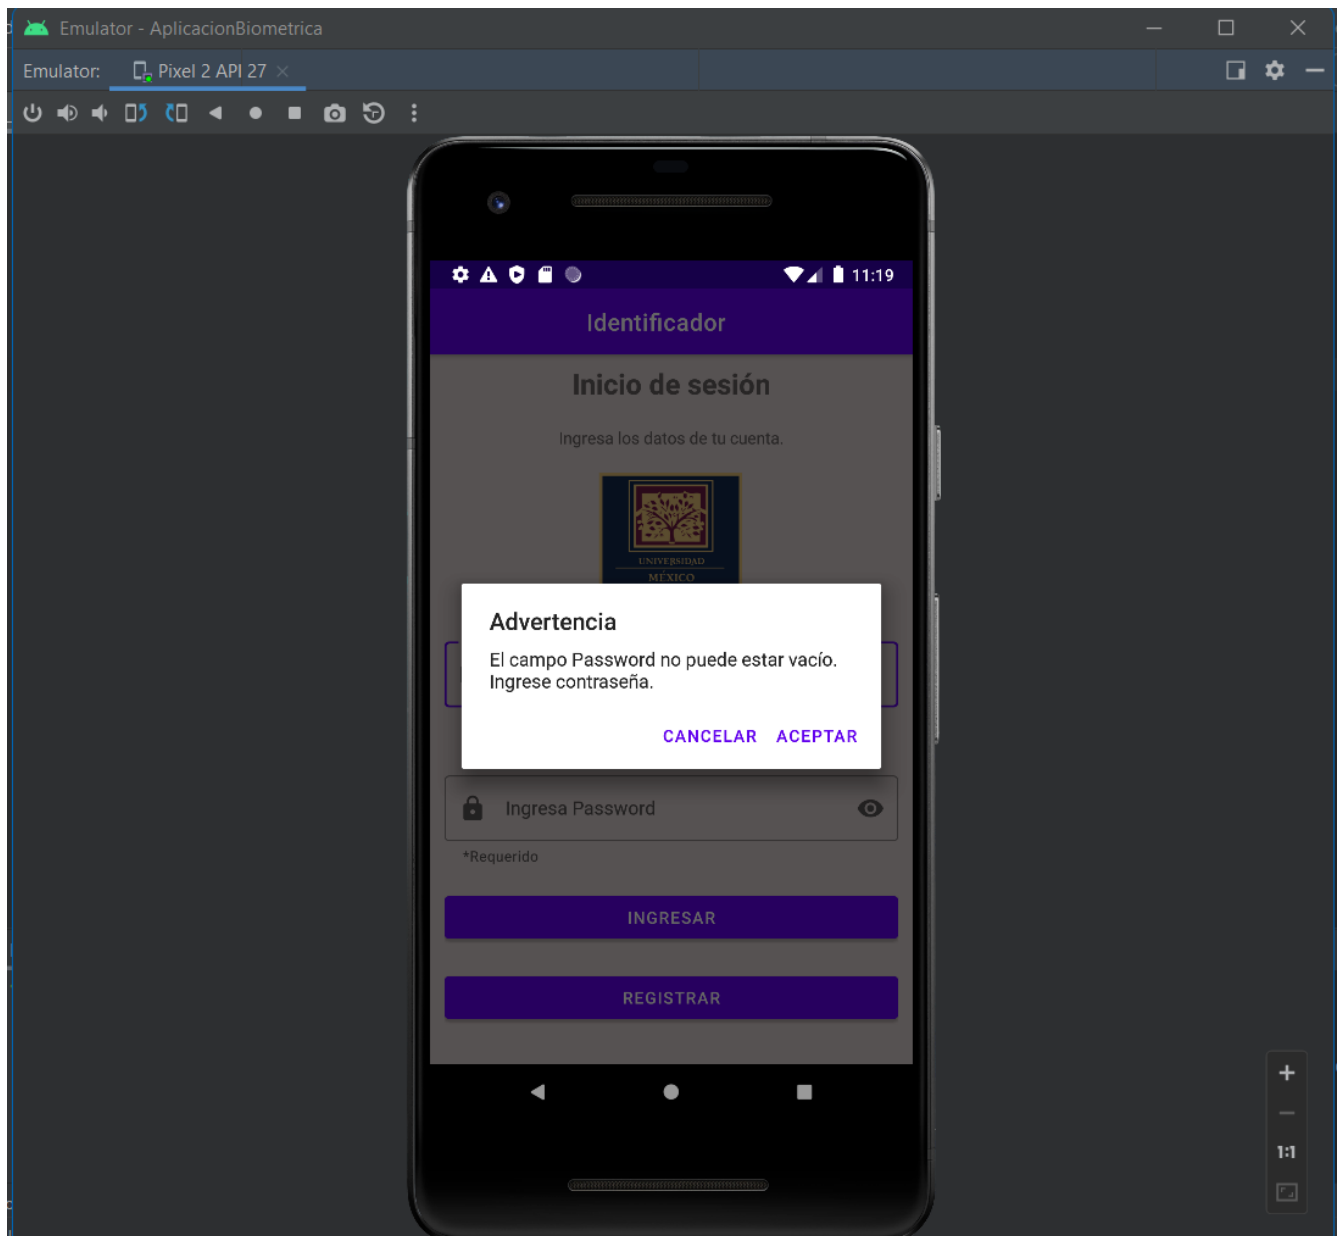 Emulator - AplicacionBiometrica
Emulator: Pixel 2 API 27
11:19
Identificador
Inicio de sesión
Ingresa los datos de tu cuenta.
UNIVERSIDAD
MÉXICO
Advertencia
El campo Password no puede estar vacío.
Ingrese contraseña.
CANCELAR ACEPTAR
Ingresa Password
*Requerido
INGRESAR
REGISTRAR
1:1